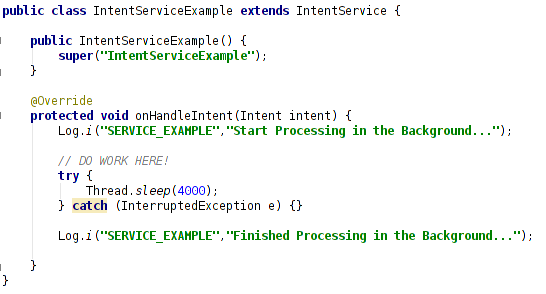 public class IntentServiceExample extends IntentService {
public IntentServiceExample() {
super("IntentServiceExample");
}
@Override
protected void onHandleIntent(Intent intent) {
Log.i("SERVICE_EXAMPLE","Start Processing in the Background...");
// DO WORK HERE!
try {
Thread.sleep(4000);
} catch (InterruptedException e) {}
Log.i("SERVICE_EXAMPLE","Finished Processing in the Background...");
}
}